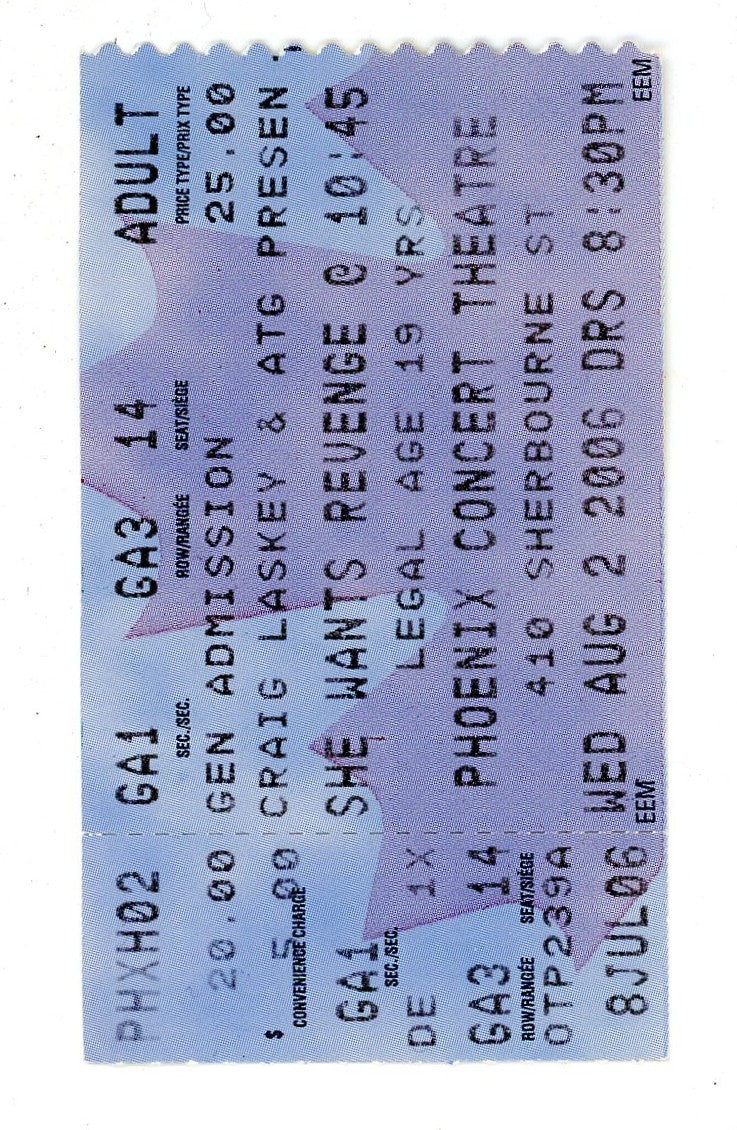 PHXH02
20.00
$ 5.00
CONVENIENCE CHARGE
GA1
SEC./SEC.
DE 1X
GA3 14
ROW/RANGÉE SEAT/SIÈGE
OTP239A
8JUL06
GA1 GA3 14 ADULT
SEC./SEC. ROW/RANGÉE SEAT/SIÈGE PRICE TYPE/PRIX TYPE
GEN ADMISSION 25.00
CRAIG LASKEY & ATG PRESEN
SHE WANTS REVENGE @ 10:45
LEGAL AGE 19 YRS
PHOENIX CONCERT THEATRE
410 SHERBOURNE ST
WED AUG 2 2006 DRS 8:30PM
EEM EEM